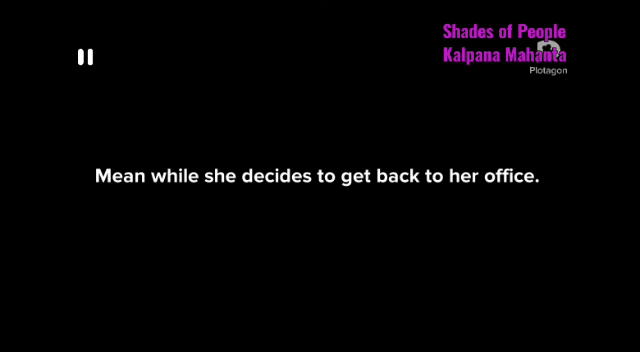 Shades of People
Kalpana Mahanta
Plotagon
Mean while she decides to get back to her office.